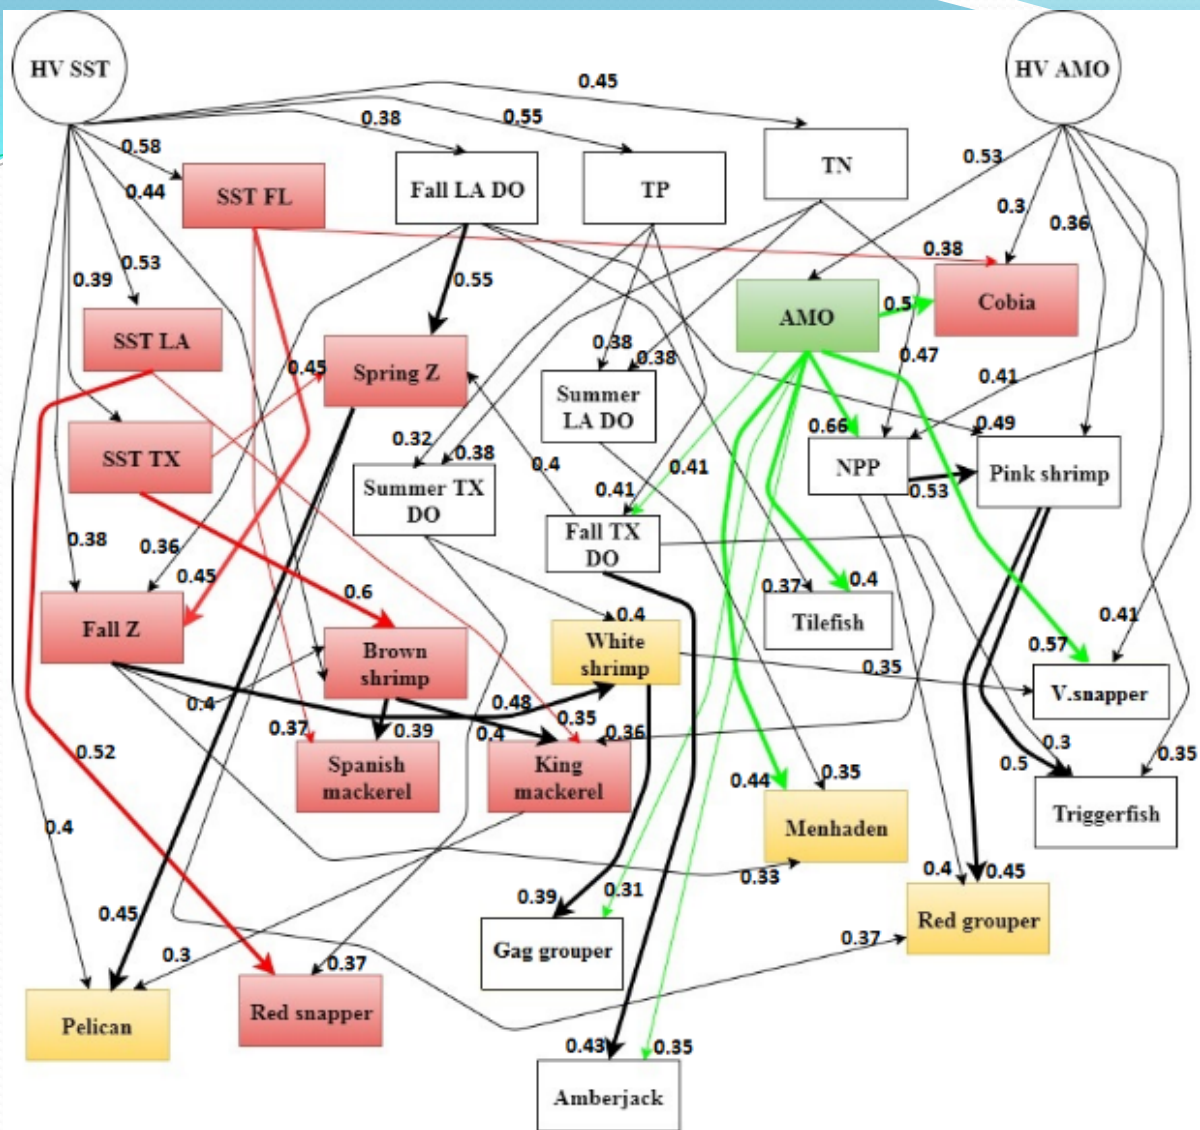 HV SST
HV AMO
0.45
0.38
0.55
0.58
0.44
0.53
0.3
0.36
SST FL
Fall LA DO
TP
TN
0.53
0.39
0.55
0.38
0.5
AMO
Cobia
SST LA
Spring Z
0.45
0.38
0.38
0.47
0.41
Summer
LA DO
0.66
0.49
SST TX
0.32
0.38
0.4
0.41
0.41
NPP
0.53
Pink shrimp
Summer TX
DO
Fall TX
DO
0.38
0.36
0.45
0.6
0.37
0.4
Tilefish
0.41
0.57
Fall Z
Brown
shrimp
0.4
White
shrimp
0.35
V.snapper
0.4
0.48
0.35
0.37
0.39
0.4
0.36
0.52
Spanish
mackerel
King
mackerel
0.44
0.35
0.5
0.3
0.35
Menhaden
Triggerfish
0.4
0.33
0.4
0.45
0.45
0.39
0.31
Red grouper
0.37
0.3
0.37
Gag grouper
Pelican
Red snapper
0.43
0.35
Amberjack